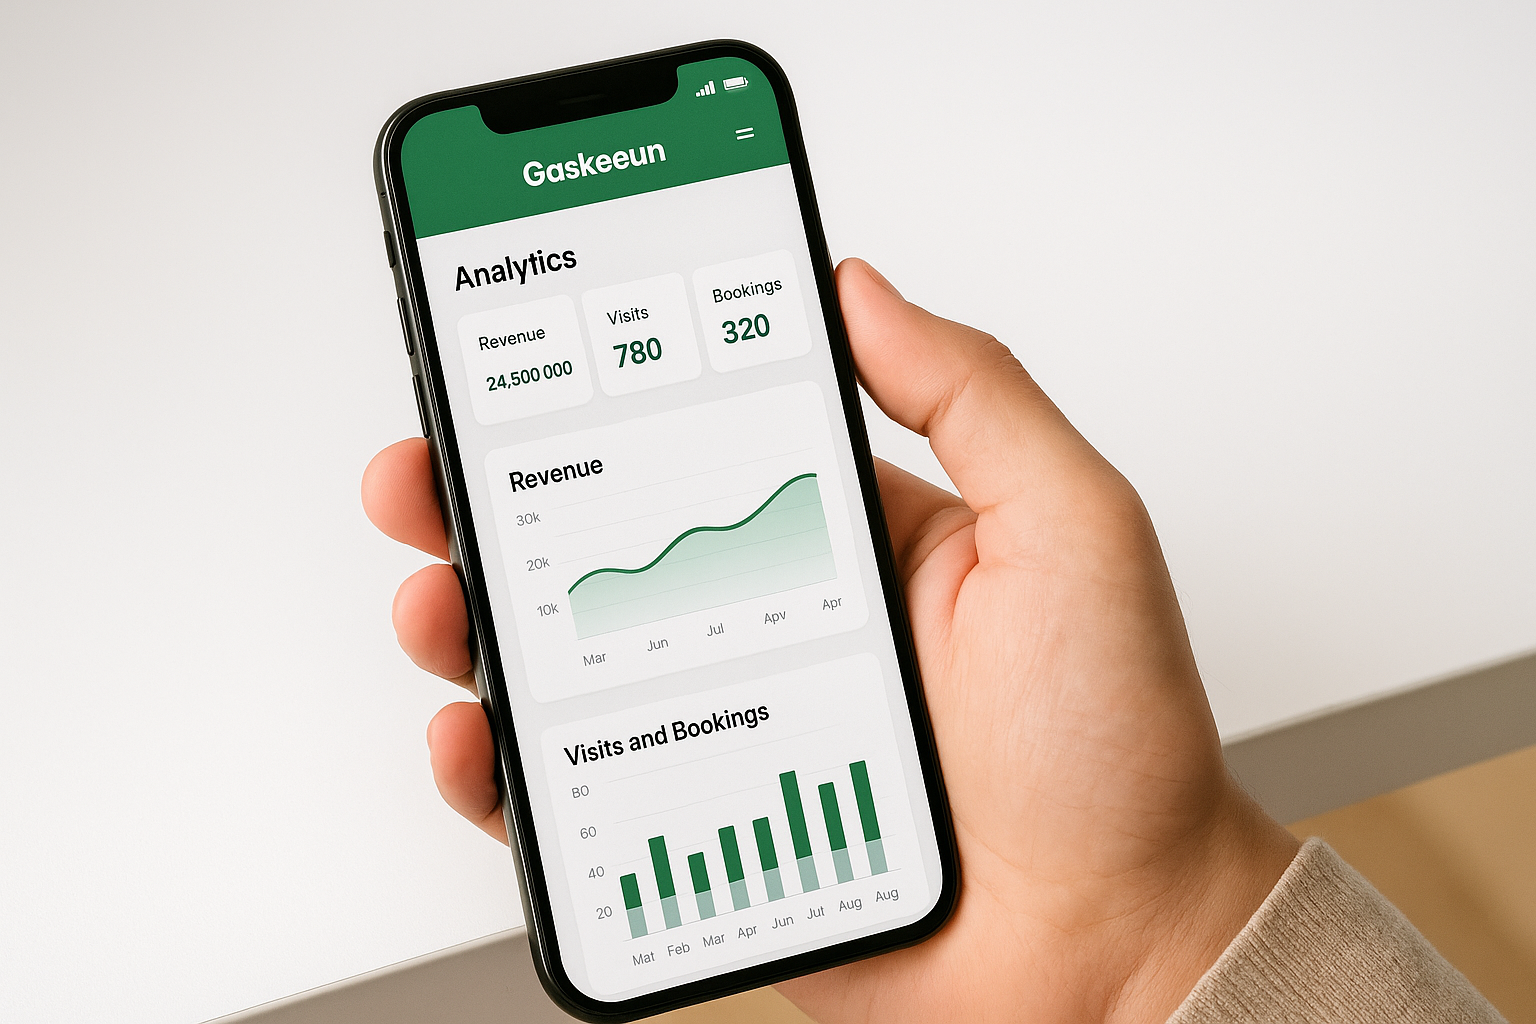 Gaskeeun
Analytics
Revenue
24,500 000
Visits
780
Bookings
320
Revenue
30k
20k
10k
Mar Jun Jul Apv Apr
Visits and Bookings
B0
60
40
20
Mat Feb Mar Apr Jun Jut Aug Aug